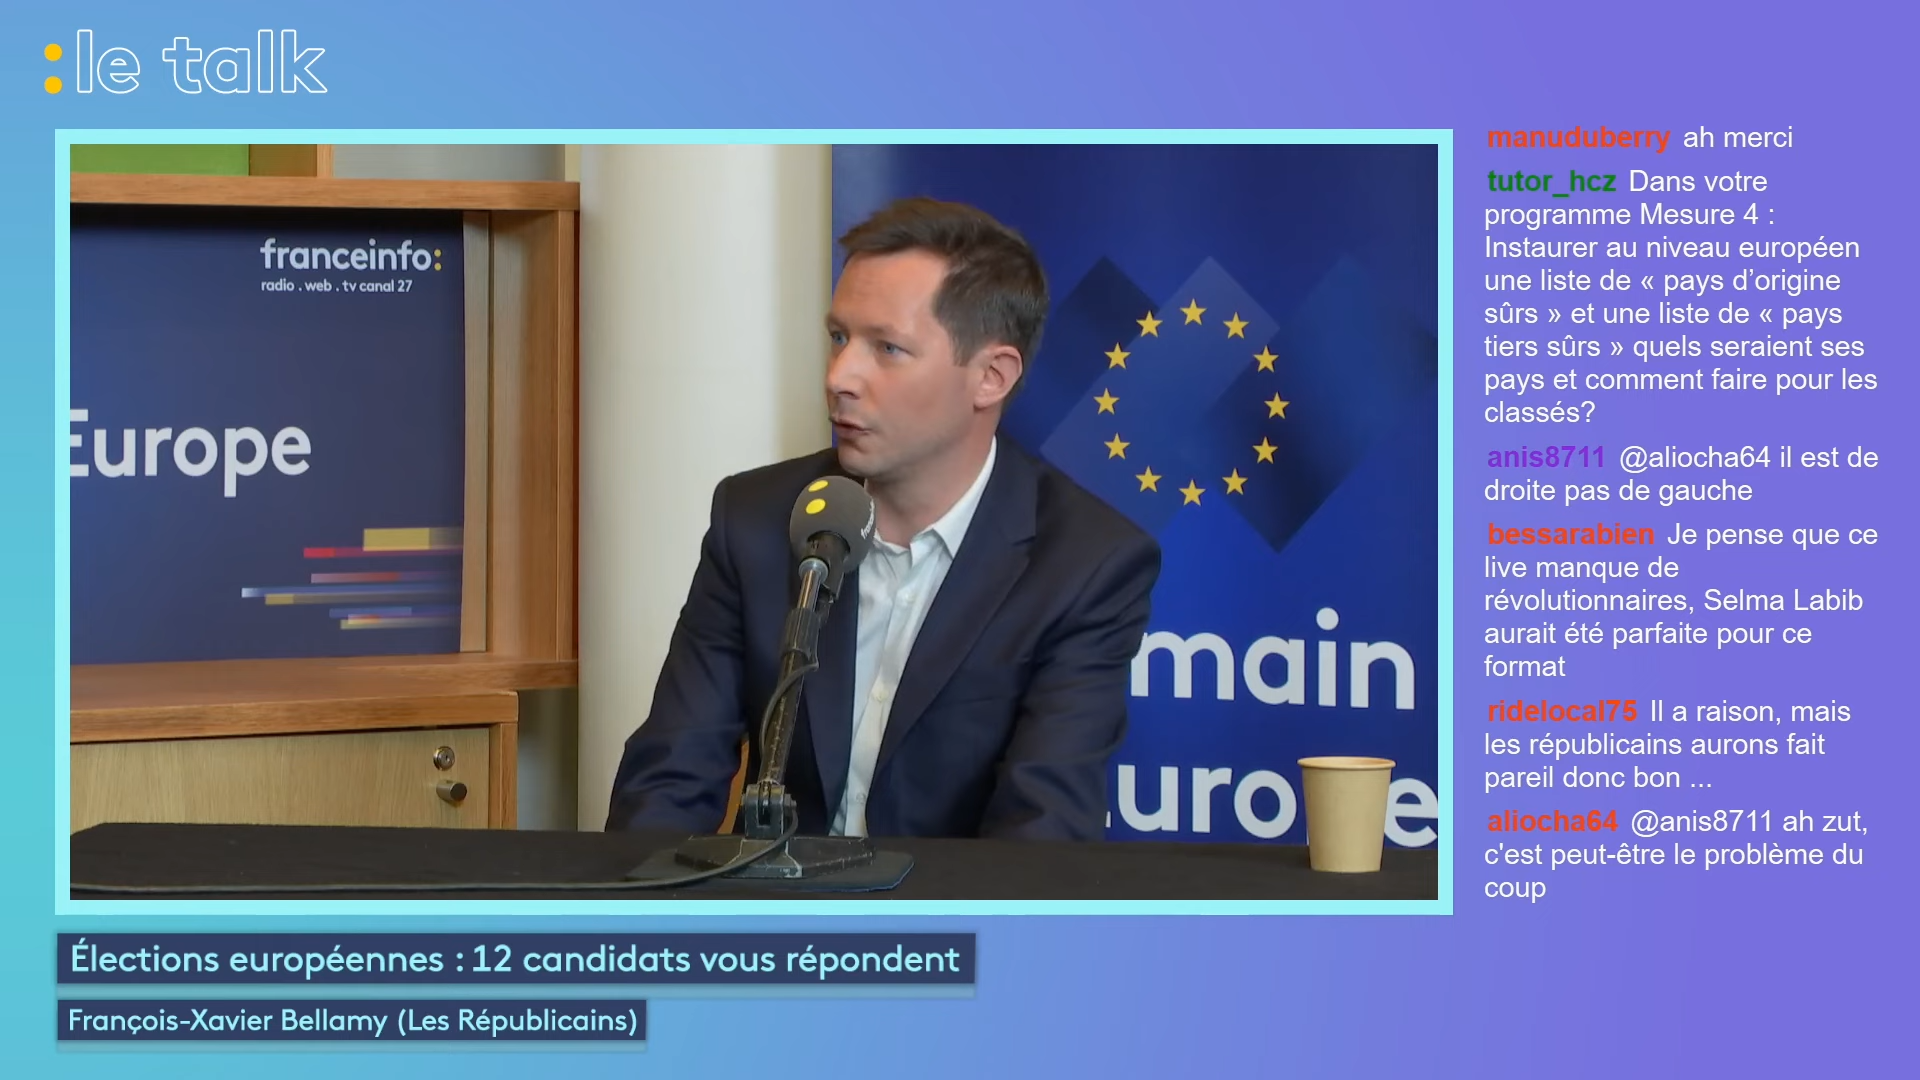 :le talk
franceinfo:
radio . web . tv canal 27
Europe
main
uro e
manuduberry ah merci
tutor_hcz Dans votre
programme Mesure 4 :
Instaurer au niveau européen
une liste de « pays d’origine
sûrs » et une liste de « pays
tiers sûrs » quels seraient ses
pays et comment faire pour les
classés?
anis8711 @aliocha64 il est de
droite pas de gauche
bessarabien Je pense que ce
live manque de
révolutionnaires, Selma Labib
aurait été parfaite pour ce
format
ridelocal75 Il a raison, mais
les républicains aurons fait
pareil donc bon ...
aliocha64 @anis8711 ah zut,
c'est peut-être le problème du
coup
Élections européennes : 12 candidats vous répondent
François-Xavier Bellamy (Les Républicains)